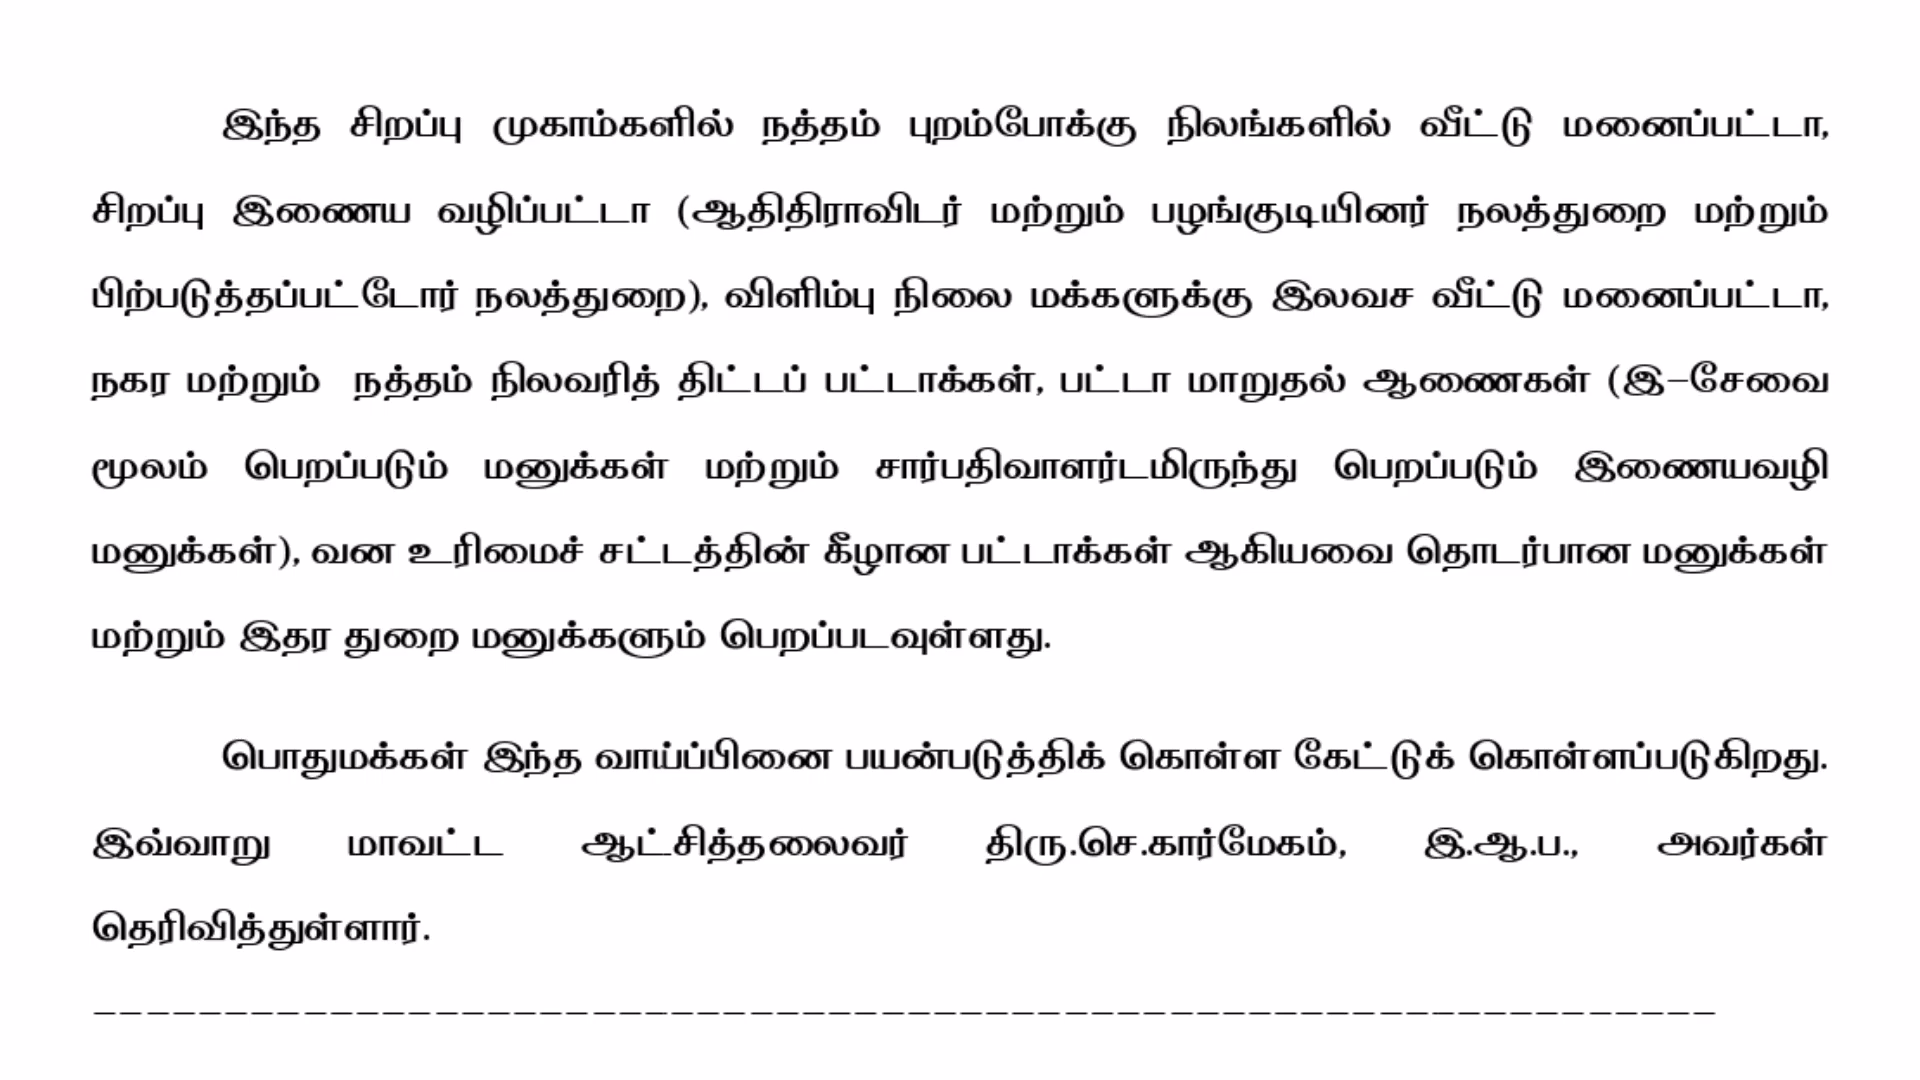 இந்த சிறப்பு முகாம்களில் நத்தம் புறம்போக்கு நிலங்களில் வீட்டு மனைப்பட்டா,
சிறப்பு இணைய வழிப்பட்டா (ஆதிதிராவிடர் மற்றும் பழங்குடியினர் நலத்துறை மற்றும்
பிற்படுத்தப்பட்டோர் நலத்துறை), விளிம்பு நிலை மக்களுக்கு இலவச வீட்டு மனைப்பட்டா,
நகர மற்றும் நத்தம் நிலவரித் திட்டப் பட்டாக்கள், பட்டா மாறுதல் ஆணைகள் (இ-சேவை
மூலம் பெறப்படும் மனுக்கள் மற்றும் சார்பதிவாளர்டமிருந்து பெறப்படும் இணையவழி
மனுக்கள்), வன உரிமைச் சட்டத்தின் கீழான பட்டாக்கள் ஆகியவை தொடர்பான மனுக்கள்
மற்றும் இதர துறை மனுக்களும் பெறப்படவுள்ளது.
பொதுமக்கள் இந்த வாய்ப்பினை பயன்படுத்திக் கொள்ள கேட்டுக் கொள்ளப்படுகிறது.
இவ்வாறு மாவட்ட ஆட்சித்தலைவர் திரு.செ.கார்மேகம், இ.ஆ.ப., அவர்கள்
தெரிவித்துள்ளார்.